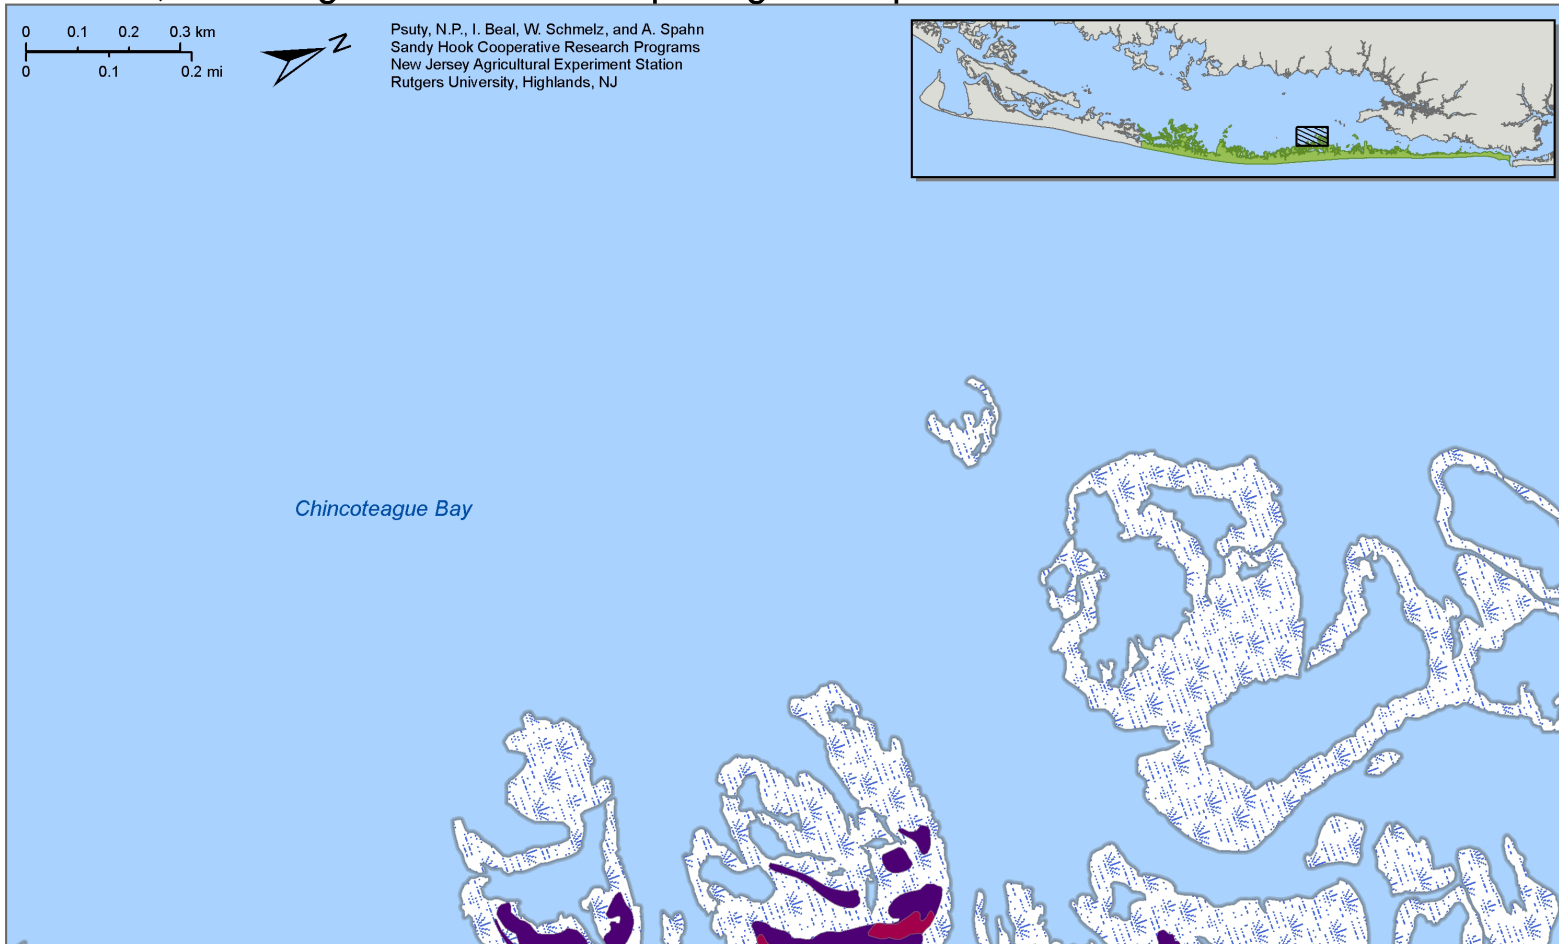 0 0.1 0.2 0.3 km
0 0.1 0.2 mi
N
Psuty, N.P., I. Beal, W. Schmelz, and A. Spahn
Sandy Hook Cooperative Research Programs
New Jersey Agricultural Experiment Station
Rutgers University, Highlands, NJ
Chincoteague Bay